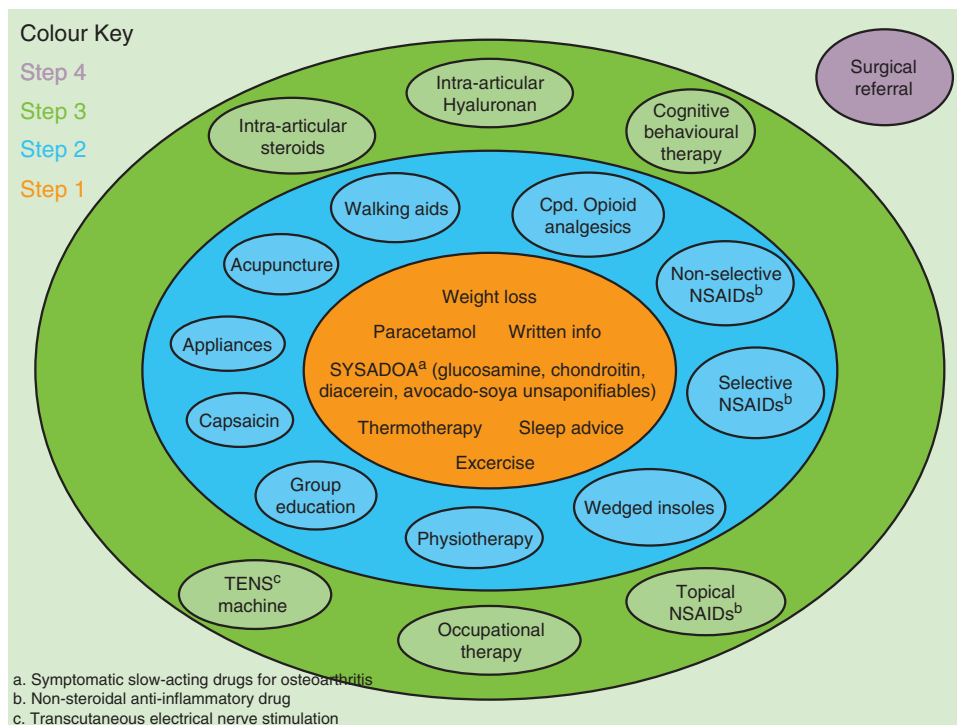 Colour Key
Step 4
Step 3
Step 2
Step 1
Surgical
referral
Intra-articular
Hyaluronan
Intra-articular
steroids
Cognitive
behavioural
therapy
Walking aids
Cpd. Opioid
analgesics
Acupuncture
Non-selective
NSAIDsb
Appliances
Selective
NSAIDsb
Capsaicin
Group
education
Physiotherapy
Wedged insoles
Weight loss
Paracetamol Written info
SYSADOAa (glucosamine, chondroitin,
diacerein, avocado-soya unsaponifiables)
Thermotherapy Sleep advice
Excercise
TENSc
machine
Occupational
therapy
Topical
NSAIDsb
a. Symptomatic slow-acting drugs for osteoarthritis
b. Non-steroidal anti-inflammatory drug
c. Transcutaneous electrical nerve stimulation